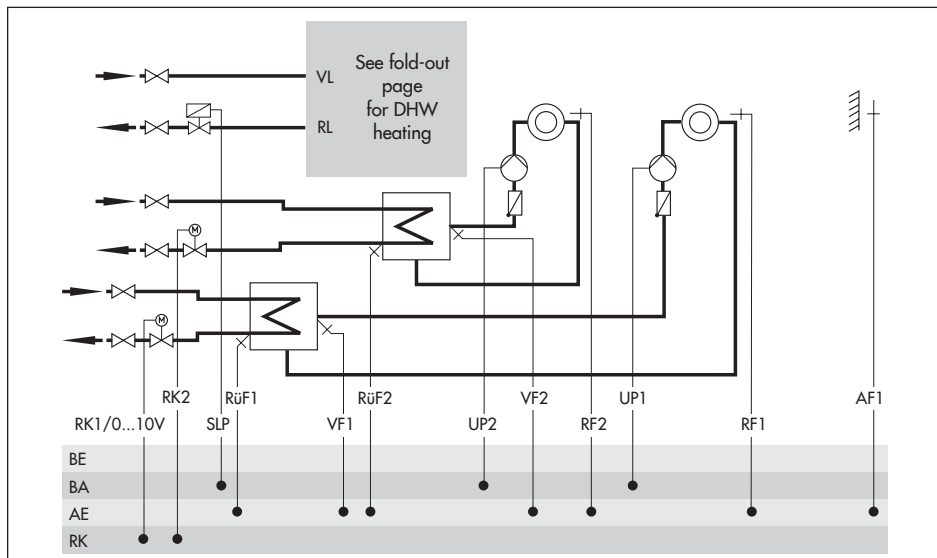 VL
See fold-out
page
for DHW
heating
RL
M
M
RK2
RüF1
RüF2
VF2
UP1
AF1
RK1/0...10V
SLP
VF1
UP2
RF2
RF1
BE
BA
AE
RK